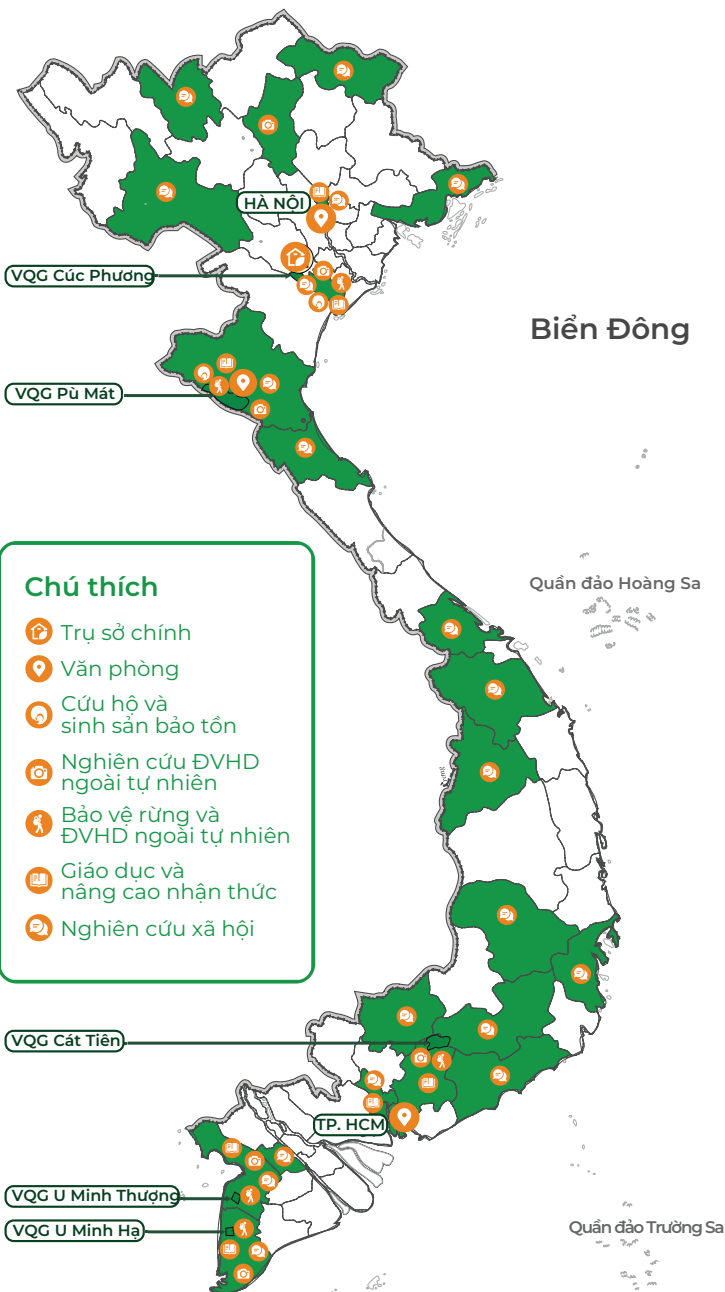 HÀ NỘI
VQG Cúc Phương
Biển Đông
VQG Pù Mát
Quần đảo Hoàng Sa
Chú thích
Trụ sở chính
Văn phòng
Cứu hộ và
sinh sản bảo tồn
Nghiên cứu ĐVHD
ngoài tự nhiên
Bảo vệ rừng và
ĐVHD ngoài tự nhiên
Giáo dục và
nâng cao nhận thức
Nghiên cứu xã hội
VQG Cát Tiên
TP. HCM
VQG U Minh Thượng
VQG U Minh Hạ
Quần đảo Trường Sa